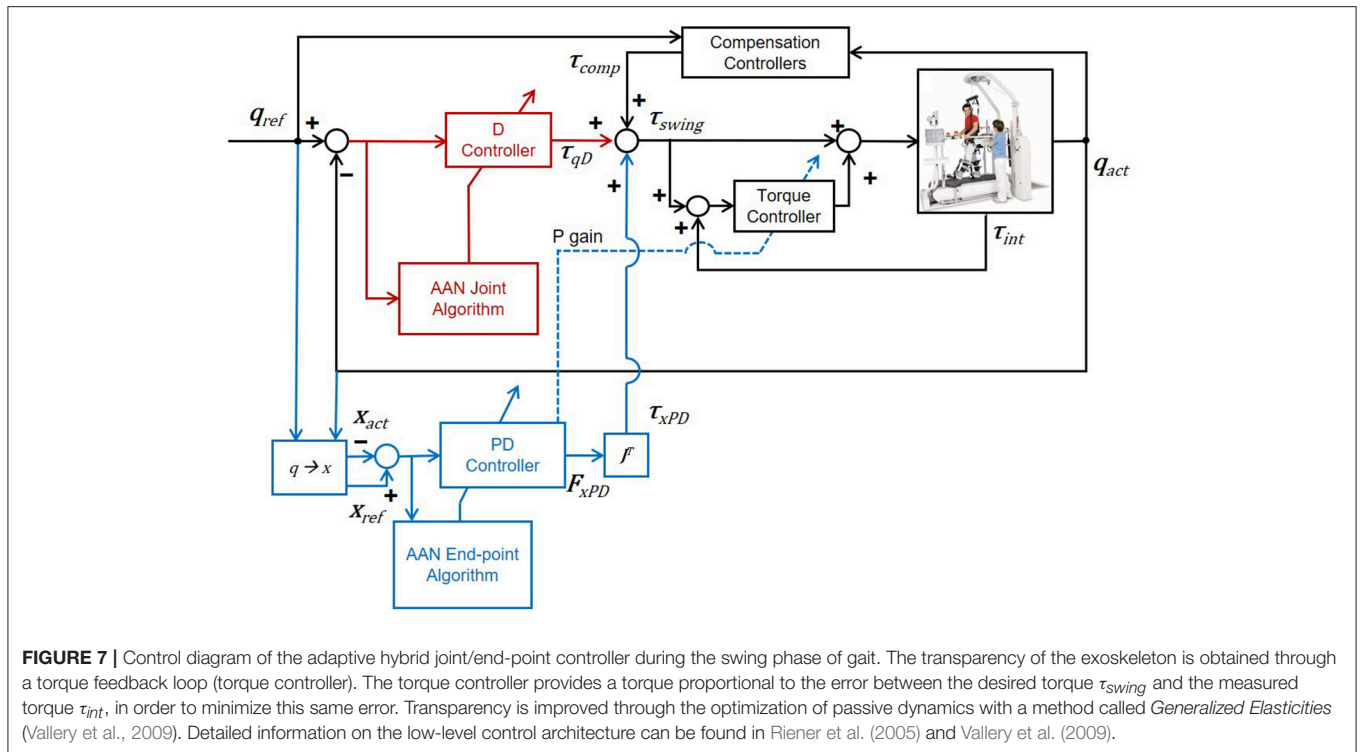 Compensation
Controllers
τcomp
qref
+
+
+
+
τswing
D
Controller
τqD
−
+
+
+
+
Torque
Controller
qact
τint
P gain
AAN Joint
Algorithm
Xact
τxPD
−
q → x
PD
Controller
JT
FxPD
+
Xref
AAN End-point
Algorithm
FIGURE 7 | Control diagram of the adaptive hybrid joint/end-point controller during the swing phase of gait. The transparency of the exoskeleton is obtained through
a torque feedback loop (torque controller). The torque controller provides a torque proportional to the error between the desired torque τswing and the measured
torque τint, in order to minimize this same error. Transparency is improved through the optimization of passive dynamics with a method called Generalized Elasticities
(Vallery et al., 2009). Detailed information on the low-level control architecture can be found in Riener et al. (2005) and Vallery et al. (2009).